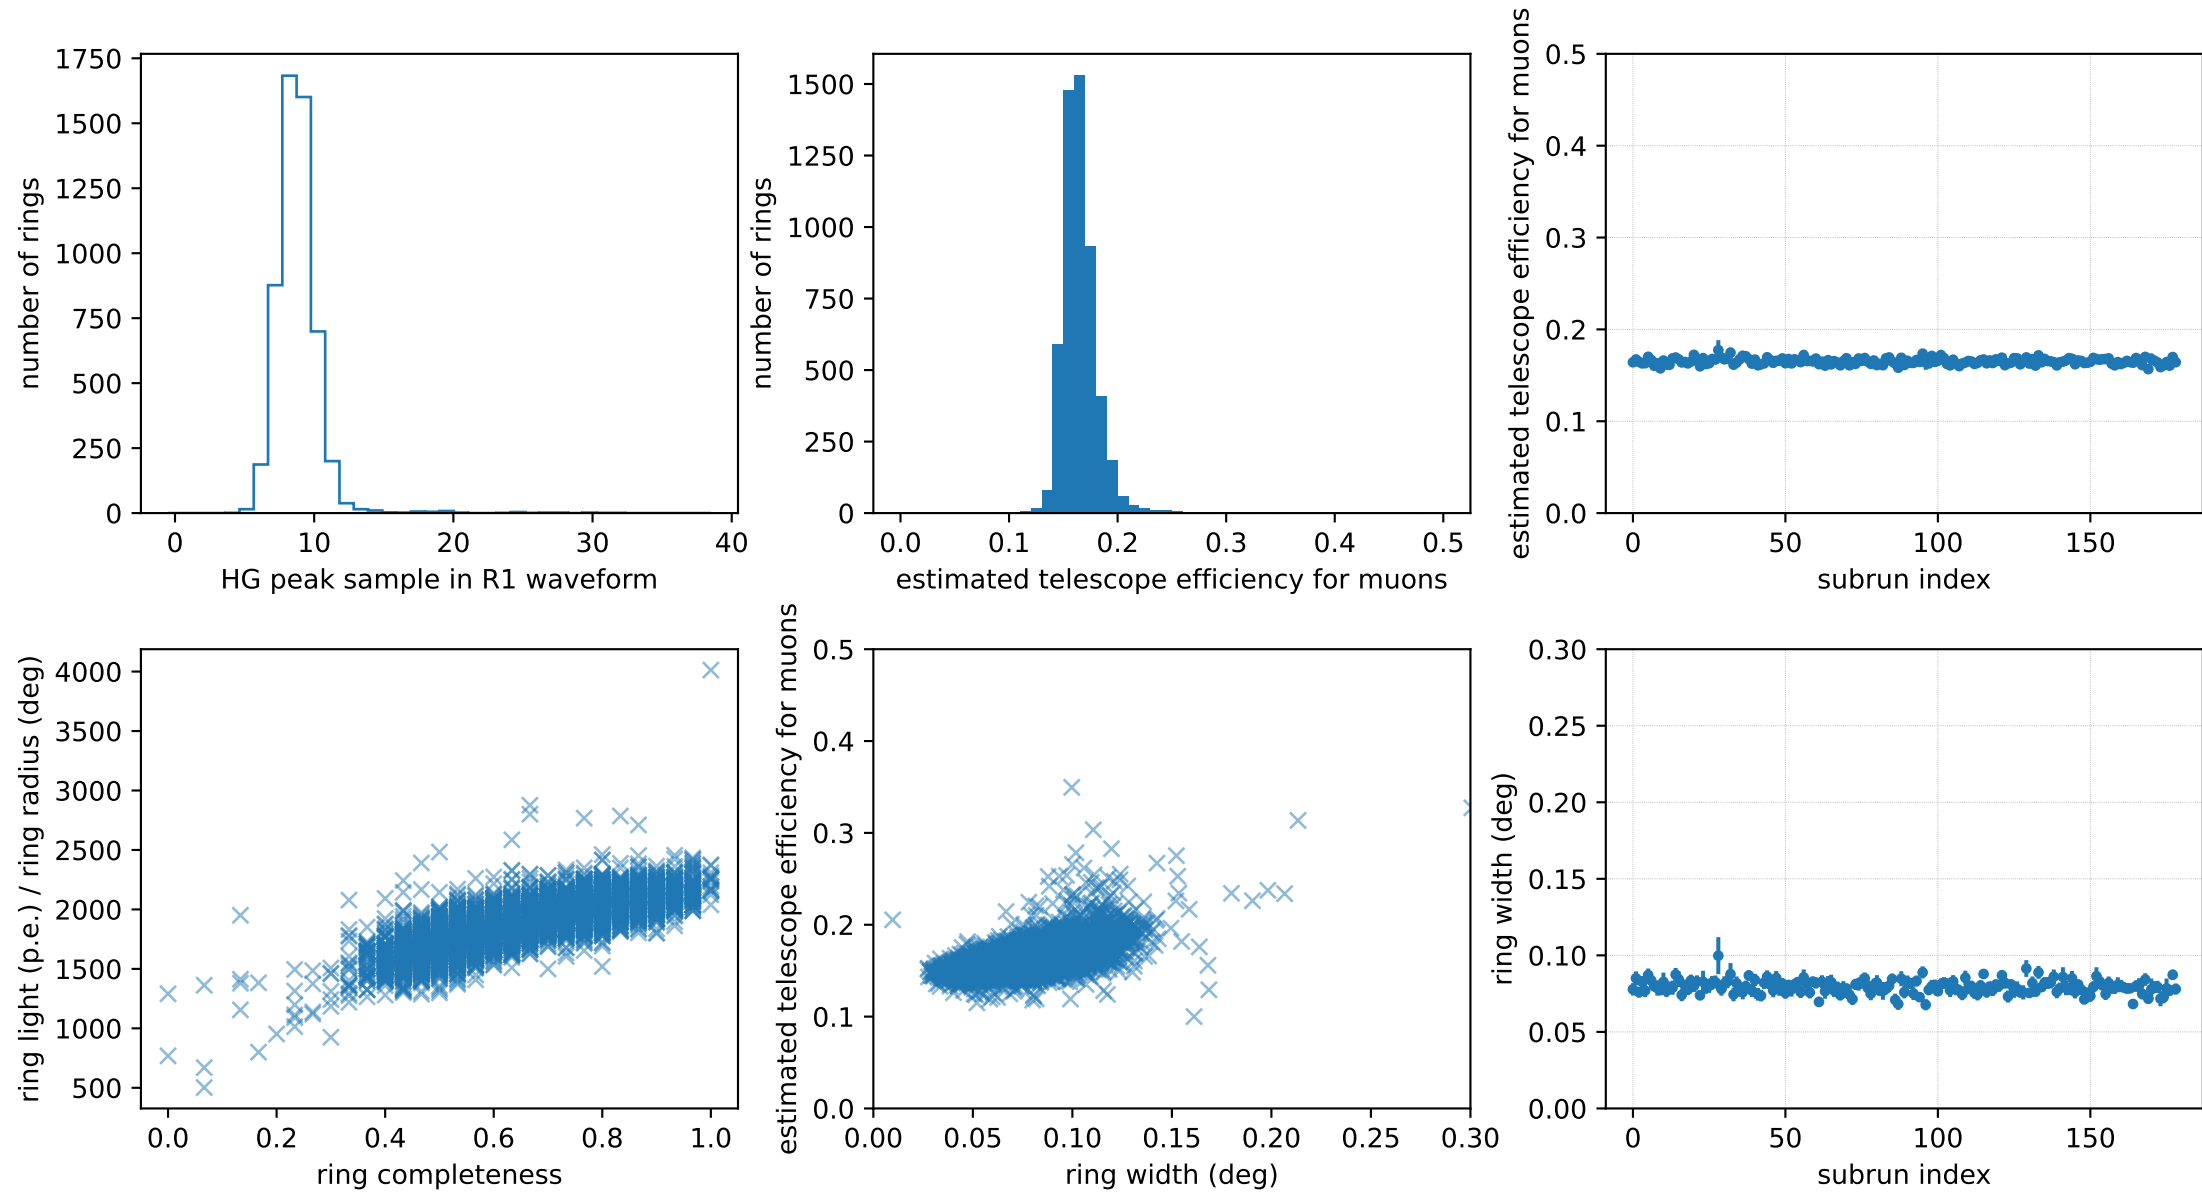 number of rings
1750
1500
1250
1000
750
500
250
0
0 10 20 30 40
HG peak sample in R1 waveform
number of rings
1500
1250
1000
750
500
250
0
0.0 0.1 0.2 0.3 0.4 0.5
estimated telescope efficiency for muons
estimated telescope efficiency for muons
0.5
0.4
0.3
0.2
0.1
0.0
0 50 100 150
subrun index
ring light (p.e.) / ring radius (deg)
4000
3500
3000
2500
2000
1500
1000
500
0.0 0.2 0.4 0.6 0.8 1.0
ring completeness
estimated telescope efficiency for muons
0.5
0.4
0.3
0.2
0.1
0.0
0.00 0.05 0.10 0.15 0.20 0.25 0.30
ring width (deg)
ring width (deg)
0.30
0.25
0.20
0.15
0.10
0.05
0.00
0 50 100 150
subrun index